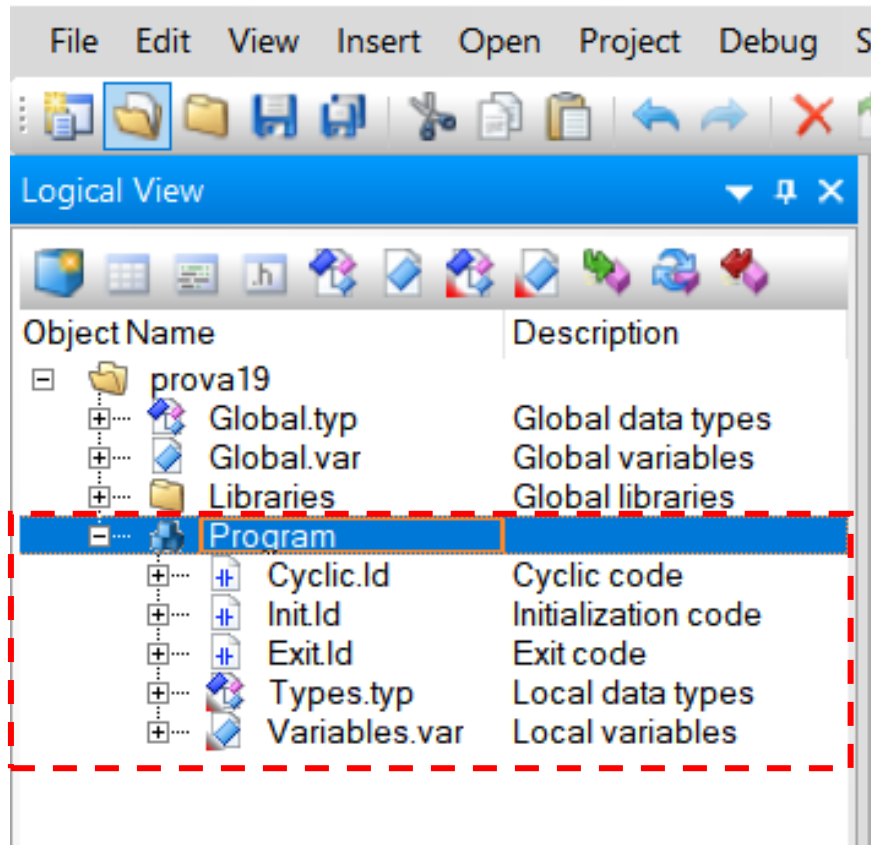 File Edit View Insert Open Project Debug S
Logical View
.h
Object Name Description
prova19
Global.typ Global data types
Global.var Global variables
Libraries Global libraries
Program
Cyclic.ld Cyclic code
Init.ld Initialization code
Exit.ld Exit code
Types.typ Local data types
Variables.var Local variables